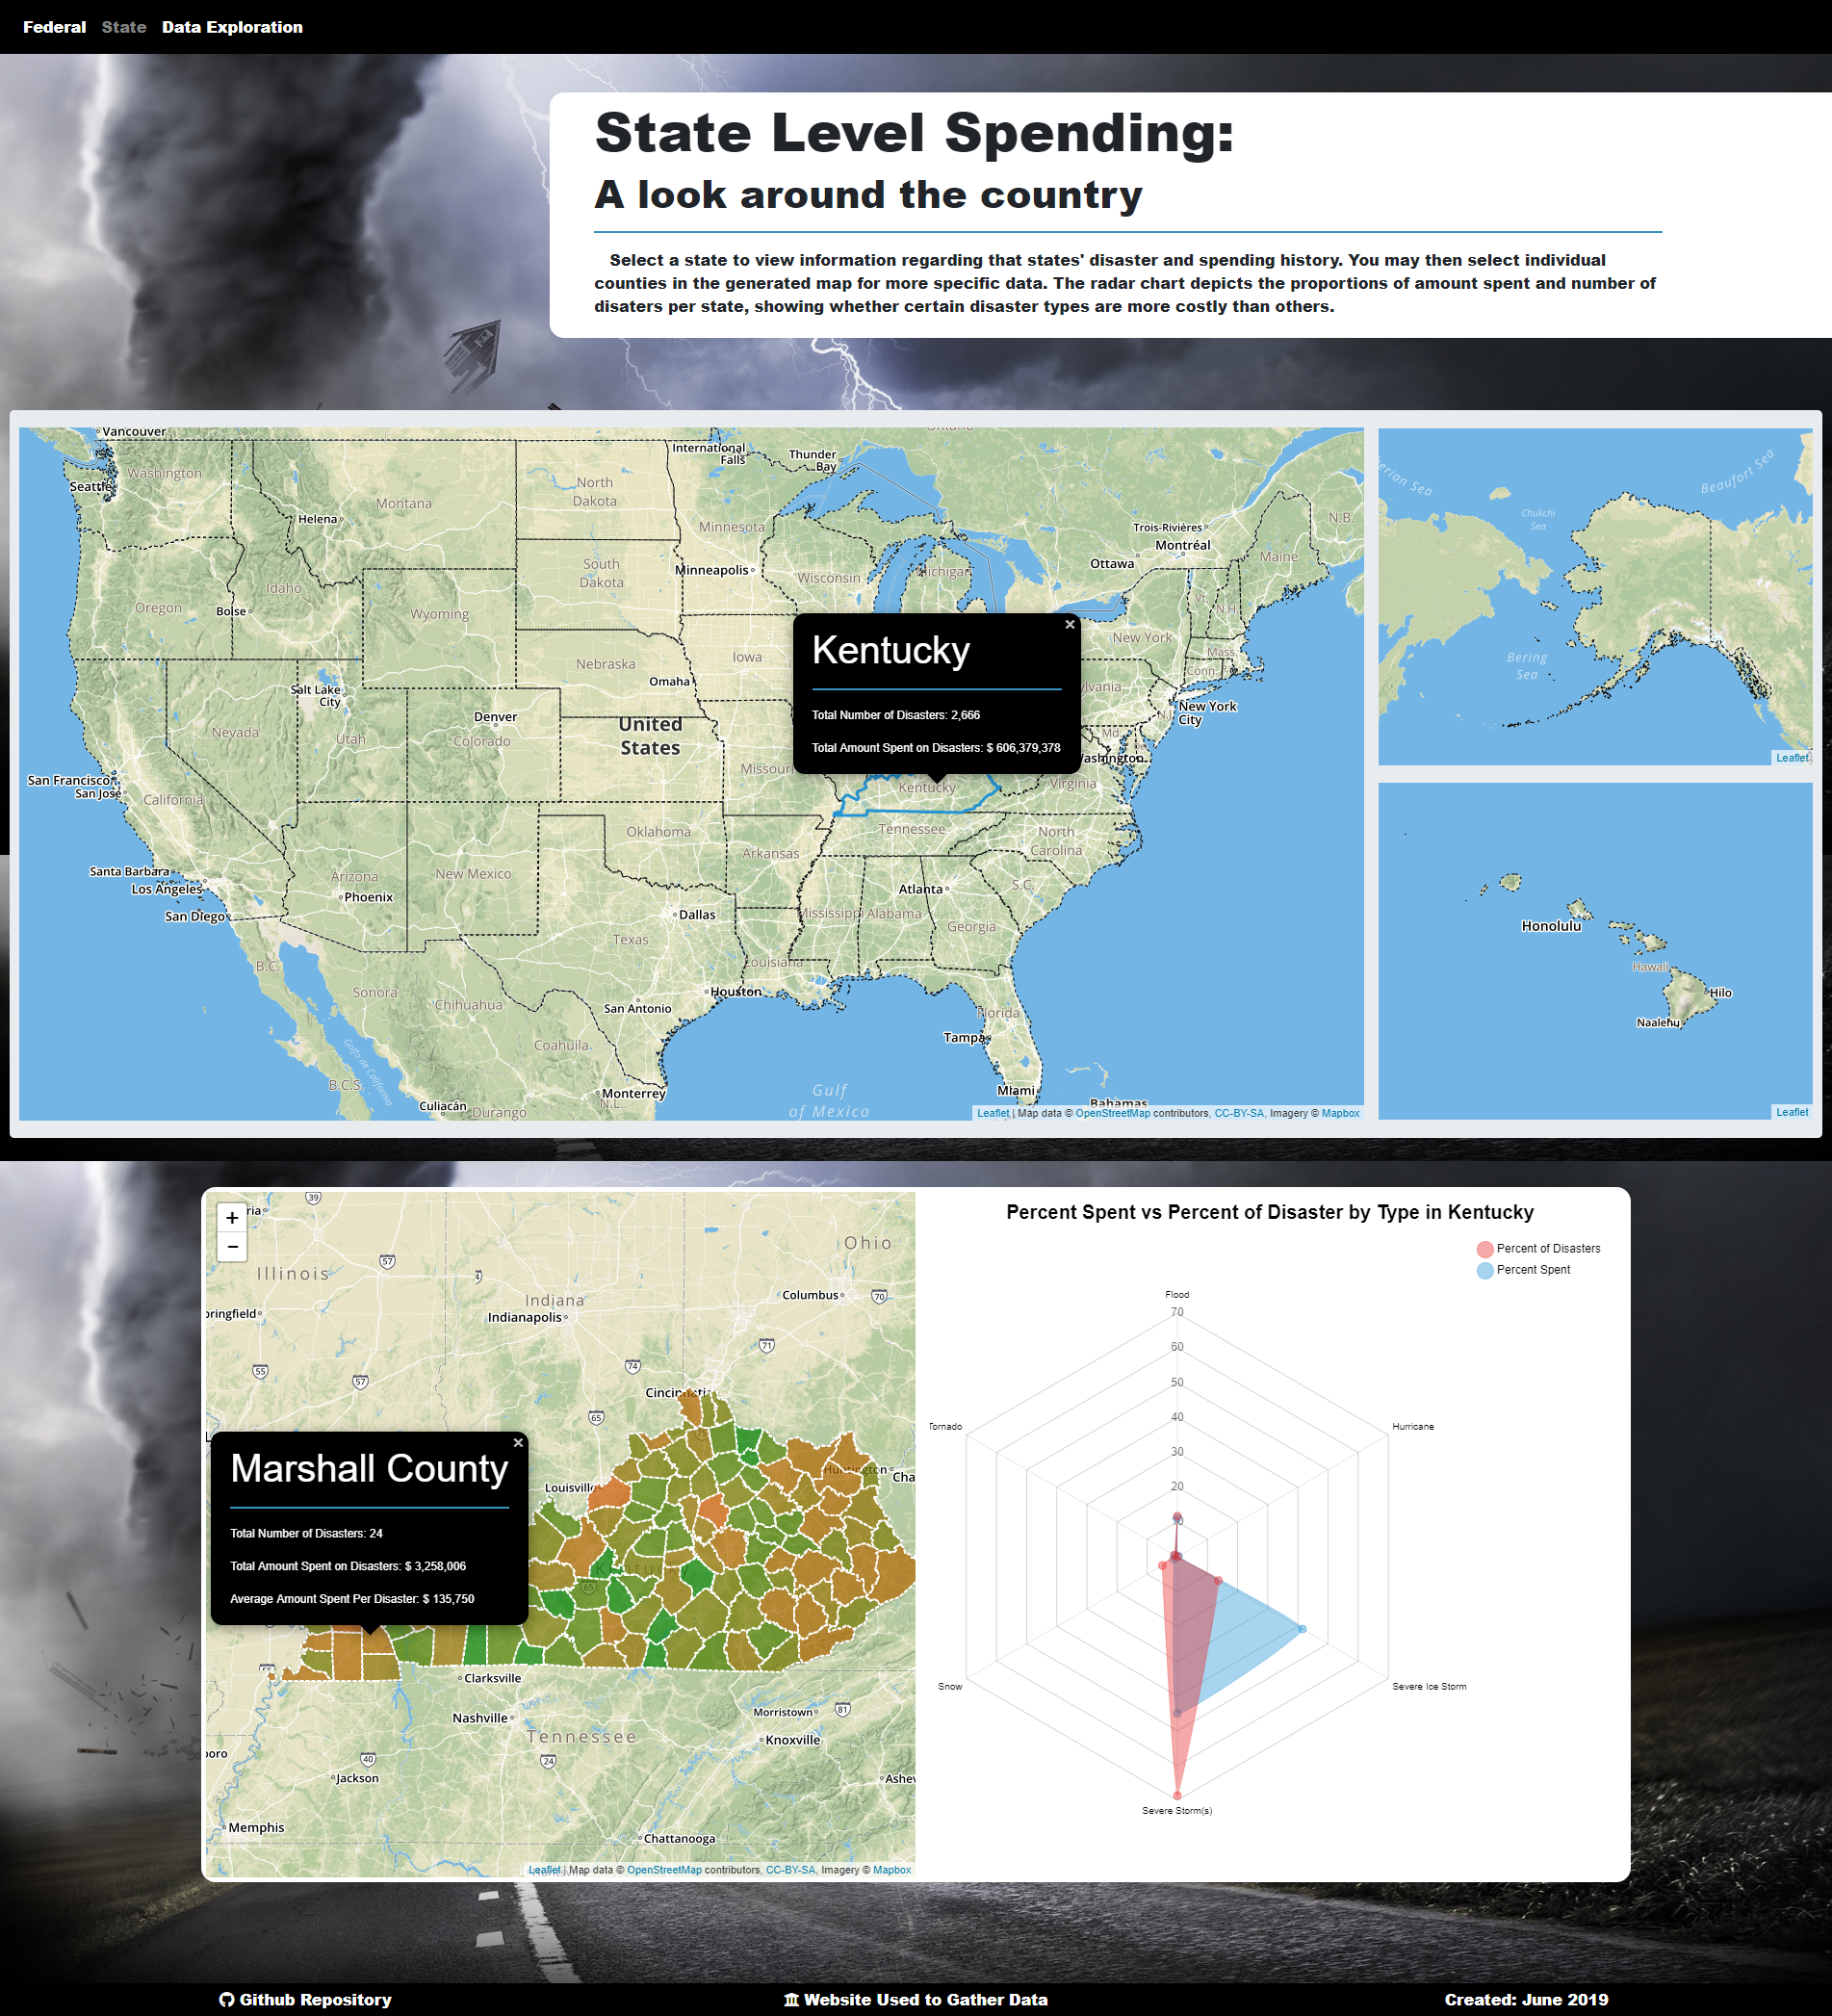 Federal State Data Exploration
State Level Spending:
A look around the country
Select a state to view information regarding that states' disaster and spending history. You may then select individual
counties in the generated map for more specific data. The radar chart depicts the proportions of amount spent and number of
disaters per state, showing whether certain disaster types are more costly than others.
Vancouver
Washington
Seattle
Montana
Helena
North
Dakota
International
Falls
Thunder
Bay
Ontario
Minnesota
Trois-Rivières
Montréal
N.B.
Maine
Ottawa
South
Dakota
Minneapolis
Wisconsin
Michigan
Idaho
Oregon
Boise
Wyoming
Vt.
N.H.
New York
Mass.
Conn.
Nebraska
Iowa
Omaha
Salt Lake
City
Denver
Colorado
United
States
Nevada
Utah
New York
City
N.J.
Md.
Washington
San Francisco
San Jose
California
Missouri
Kentucky
Virginia
×
Kentucky
Total Number of Disasters: 2,666
Total Amount Spent on Disasters: $ 606,379,378
Oklahoma
Tennessee
North
Carolina
Arkansas
Santa Barbara
Los Angeles
Arizona
Phoenix
New Mexico
Atlanta
S.C.
San Diego
Dallas
Mississippi
Alabama
Georgia
Texas
B.C.
Louisiana
Sonora
Chihuahua
Houston
San Antonio
Florida
Tampa
Coahuila
Golfo de California
B.C.S.
Monterrey
N.L.
Culiacán
Durango
Gulf
of Mexico
Miami
Bahamas
Leaflet | Map data © OpenStreetMap contributors, CC-BY-SA, Imagery © Mapbox
Beaufort Sea
Chukchi
Sea
Bering
Sea
Leaflet
Honolulu
Hawaii
Hilo
Naalehu
Leaflet
+
−
39
Ohio
57
Illinois
Indiana
Indianapolis
Columbus
70
71
55
57
74
Cincinnati
65
Huntington
Louisville
Kentucky
65
×
Marshall County
Total Number of Disasters: 24
Total Amount Spent on Disasters: $ 3,258,006
Average Amount Spent Per Disaster: $ 135,750
Clarksville
Nashville
Tennessee
Morristown
81
Knoxville
40
24
Jackson
Memphis
Chattanooga
Leaflet | Map data © OpenStreetMap contributors, CC-BY-SA, Imagery © Mapbox
Percent Spent vs Percent of Disaster by Type in Kentucky
Percent of Disasters
Percent Spent
Flood
70
60
50
40
30
20
10
Tornado
Hurricane
Snow
Severe Ice Storm
Severe Storm(s)
Github Repository
Website Used to Gather Data
Created: June 2019